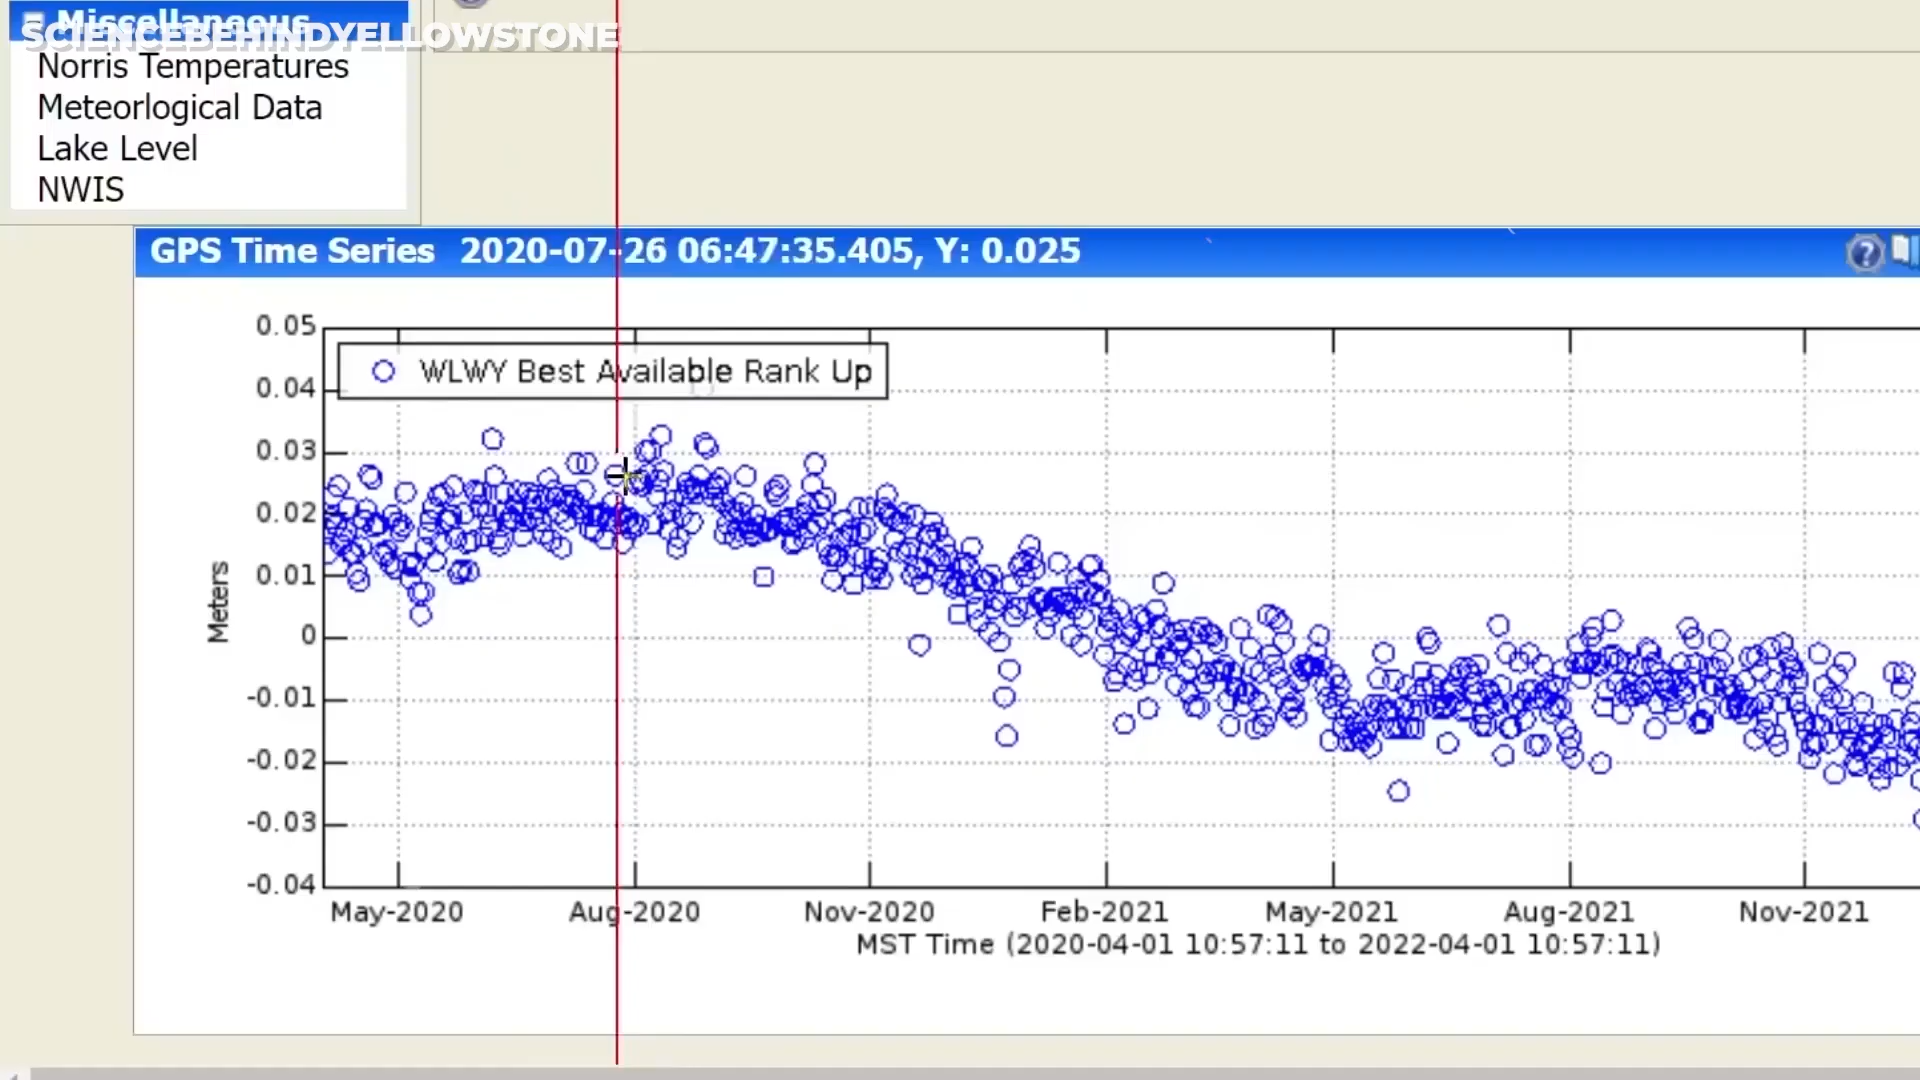 Miscellaneous
SCIENCEBEHINDYELLOWSTONE
Norris Temperatures
Meteorlogical Data
Lake Level
NWIS
GPS Time Series 2020-07-26 06:47:35.405, Y: 0.025
?
0.05
WLWY Best Available Rank Up
0.04
0.03
0.02
0.01
0
-0.01
-0.02
-0.03
-0.04
Meters
May-2020 Aug-2020 Nov-2020 Feb-2021 May-2021 Aug-2021 Nov-2021
MST Time (2020-04-01 10:57:11 to 2022-04-01 10:57:11)